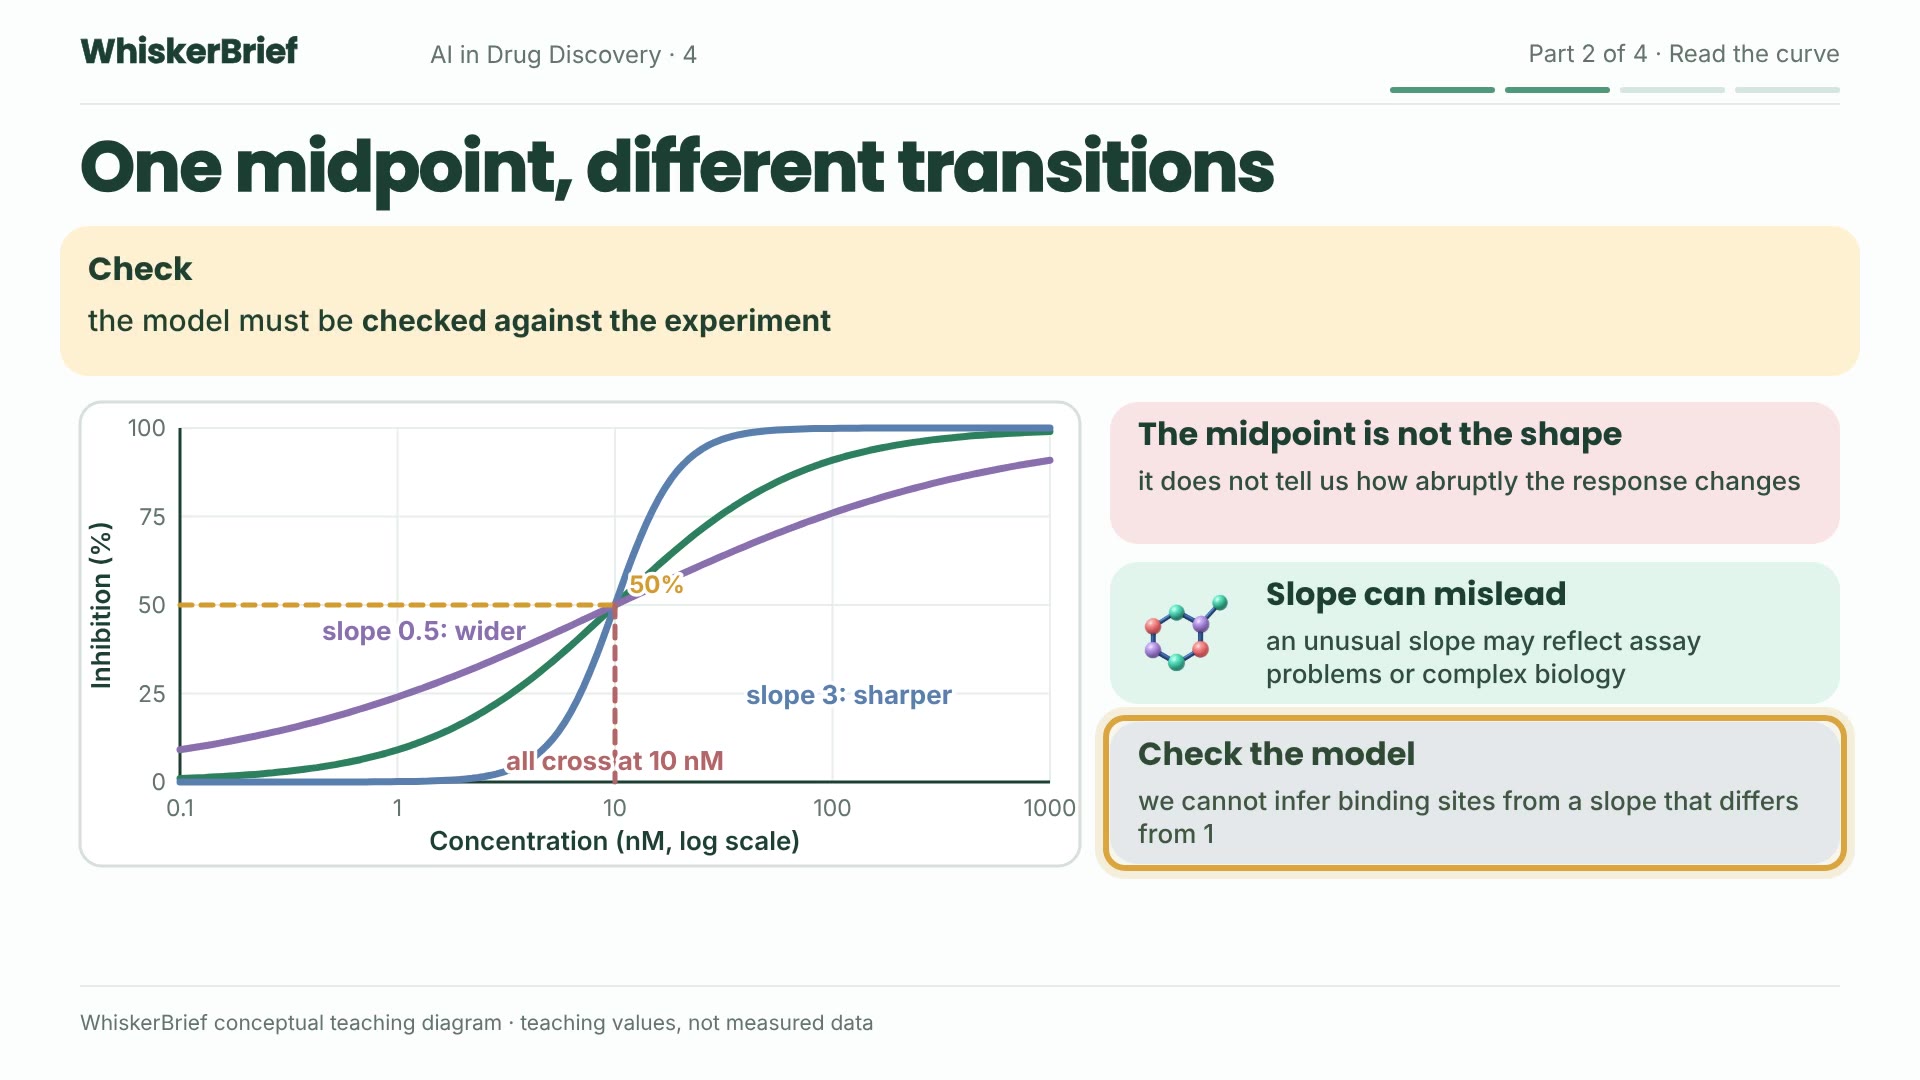 WhiskerBrief
AI in Drug Discovery · 4
Part 2 of 4 · Read the curve
One midpoint, different transitions
Check
the model must be checked against the experiment
100
75
50
25
0
Inhibition (%)
50%
slope 0.5: wider
slope 3: sharper
all cross at 10 nM
0.1
1
10
100
1000
Concentration (nM, log scale)
The midpoint is not the shape
it does not tell us how abruptly the response changes
Slope can mislead
an unusual slope may reflect assay
problems or complex biology
Check the model
we cannot infer binding sites from a slope that differs
from 1
WhiskerBrief conceptual teaching diagram · teaching values, not measured data